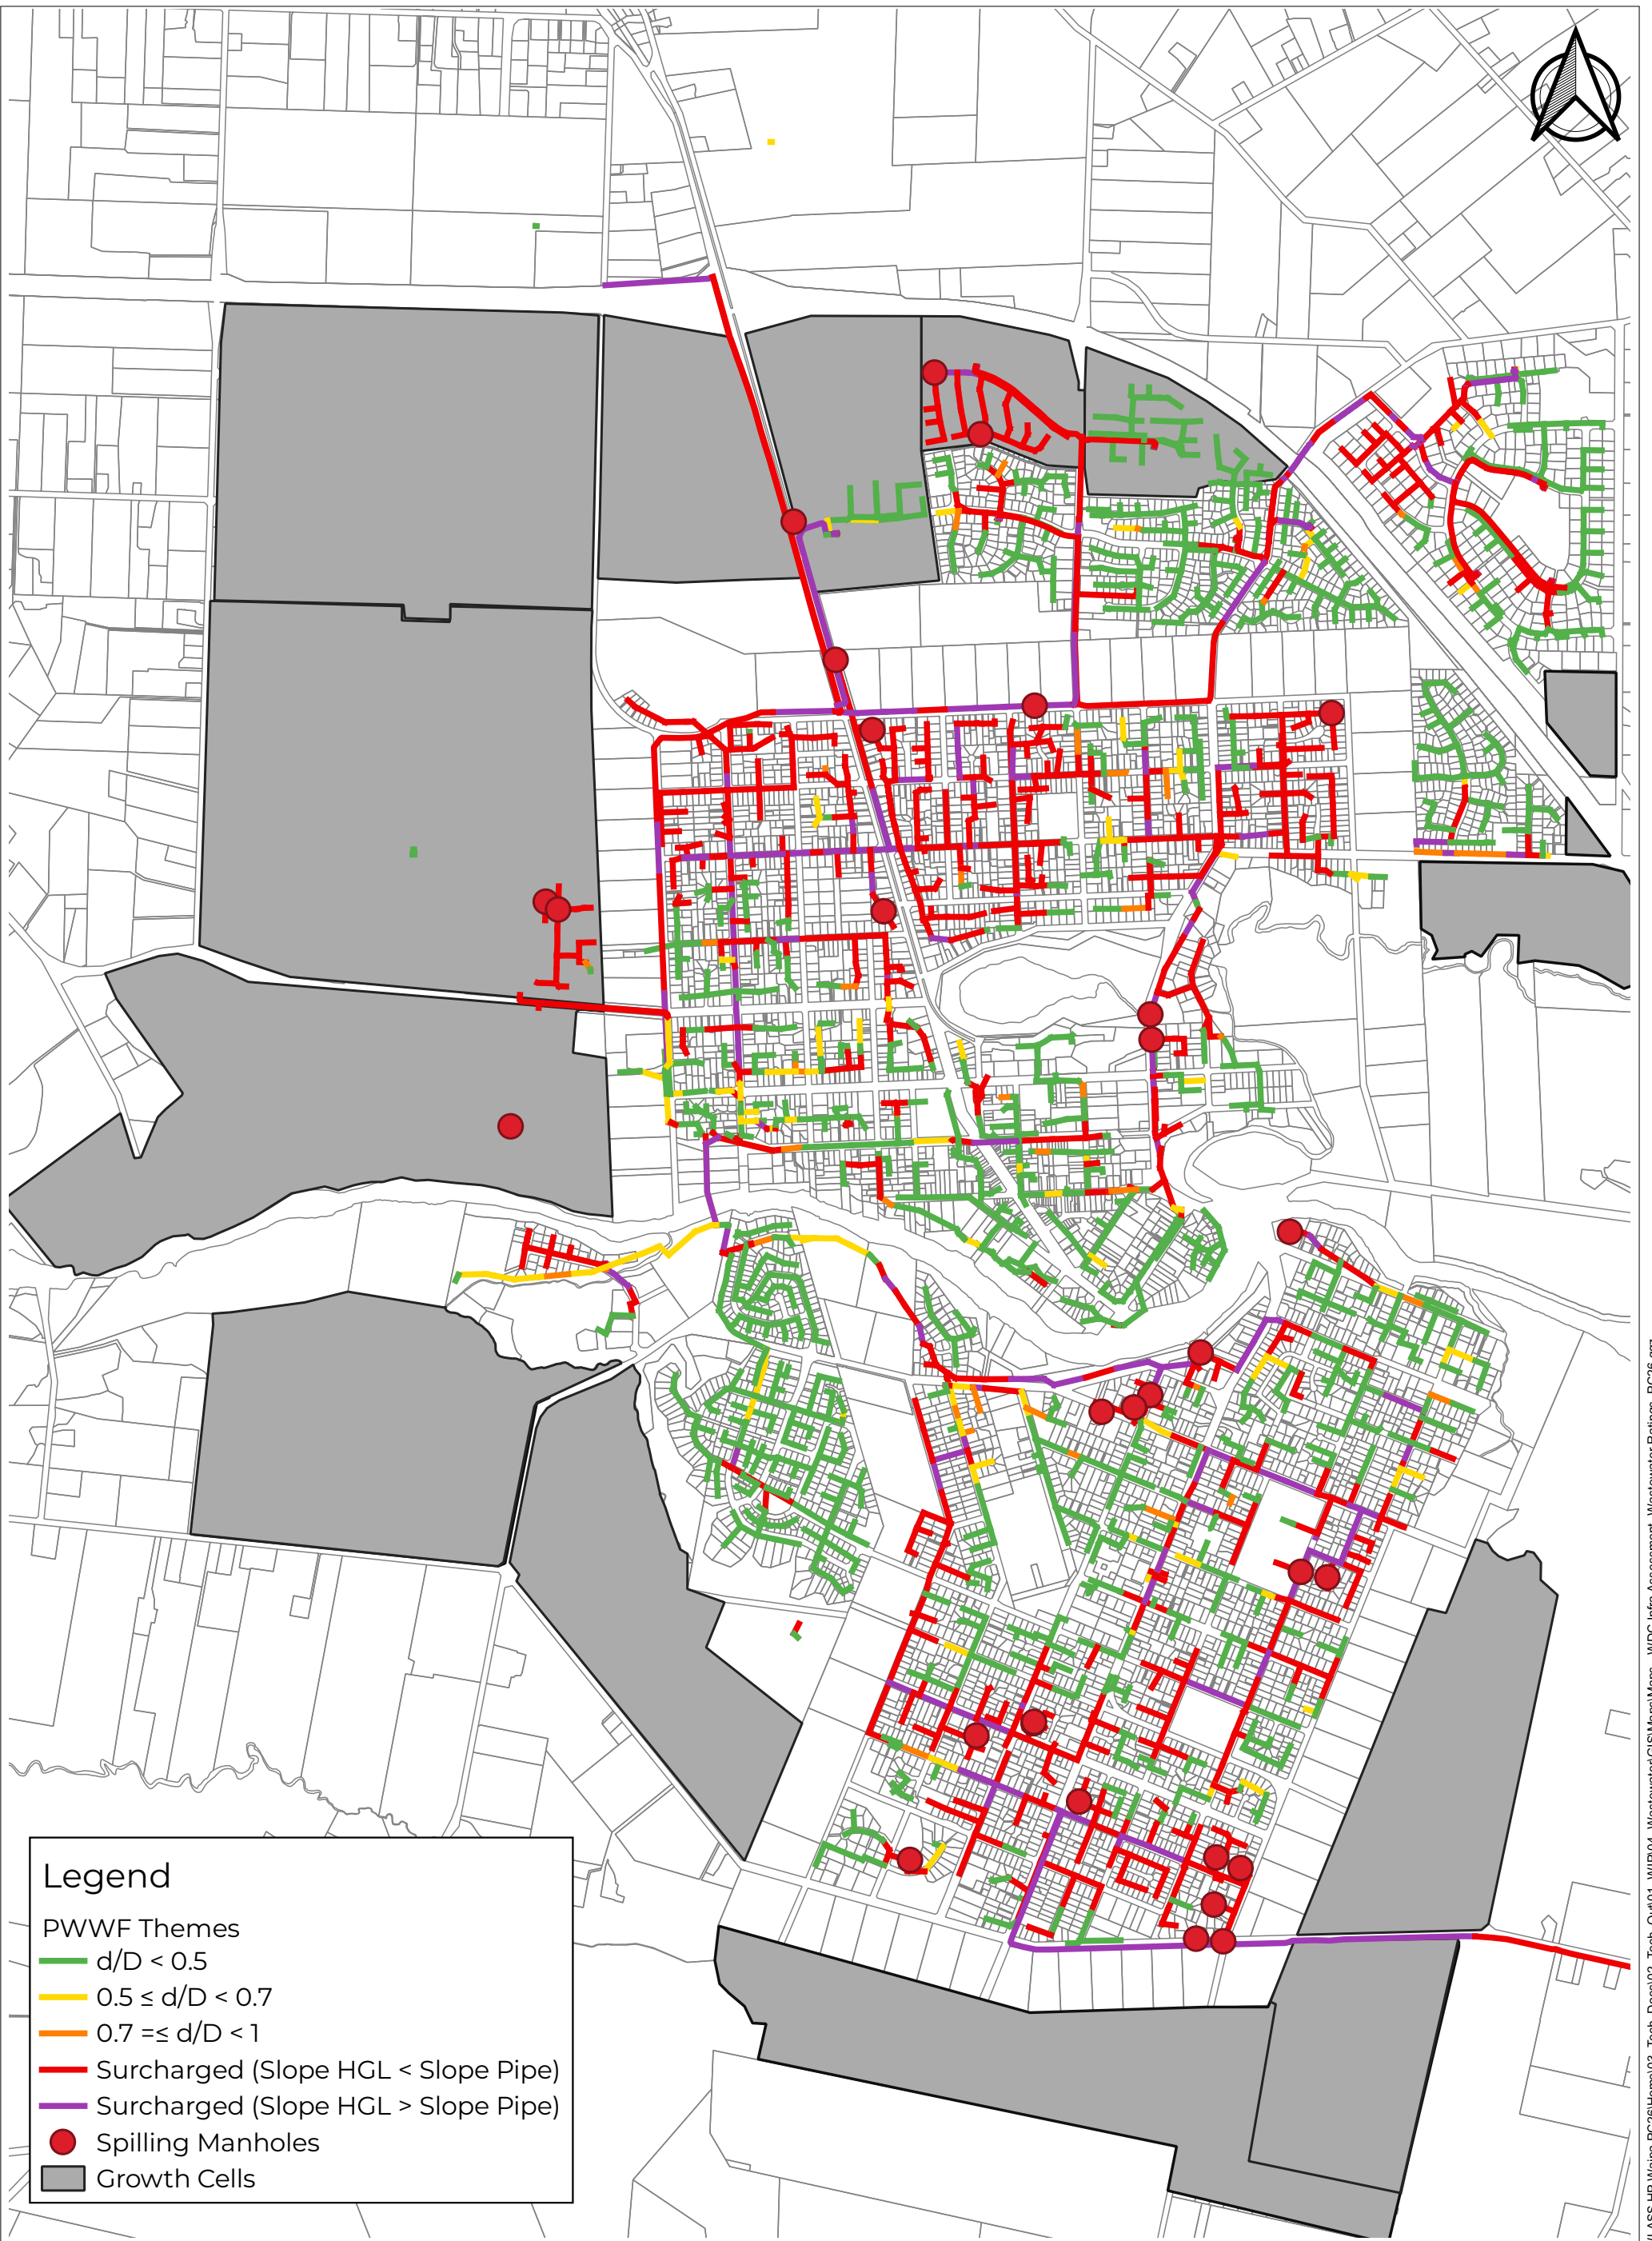 Legend
PWWF Themes
d/D < 0.5
0.5 ≤ d/D < 0.7
0.7 =≤ d/D < 1
Surcharged (Slope HGL < Slope Pipe)
Surcharged (Slope HGL > Slope Pipe)
Spilling Manholes
Growth Cells